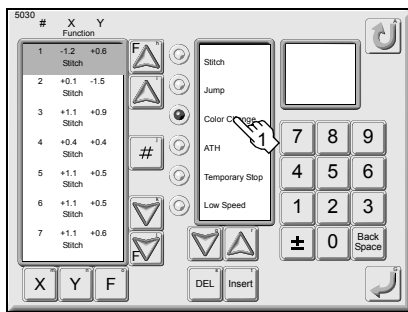 5030
# X Y
Function
1 -1.2 +0.6
Stitch
2 +0.1 -1.5
Stitch
3 +1.1 +0.9
Stitch
4 +0.4 +0.4
Stitch
5 +1.1 +0.5
Stitch
6 +1.1 +0.5
Stitch
7 +1.1 +0.6
Stitch
F
#
F
X Y F
Stitch
Jump
Color Change
ATH
Temporary Stop
Low Speed
1
DEL Insert
7 8 9
4 5 6
1 2 3
± 0 Back
Space